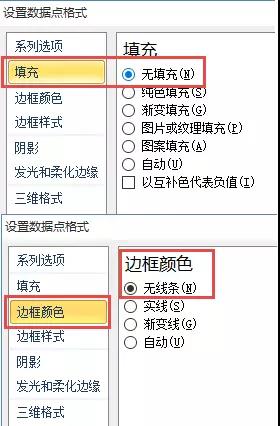 设置数据点格式
系列选项
填充
边框颜色
边框样式
阴影
发光和柔化边缘
三维格式
填充
无填充(N)
纯色填充(S)
渐变填充(G)
图片或纹理填充(P)
图案填充(A)
自动(U)
以互补色代表负值(I)
设置数据点格式
系列选项
填充
边框颜色
边框样式
阴影
发光和柔化边缘
三维格式
边框颜色
无线条(N)
实线(S)
渐变线(G)
自动(U)